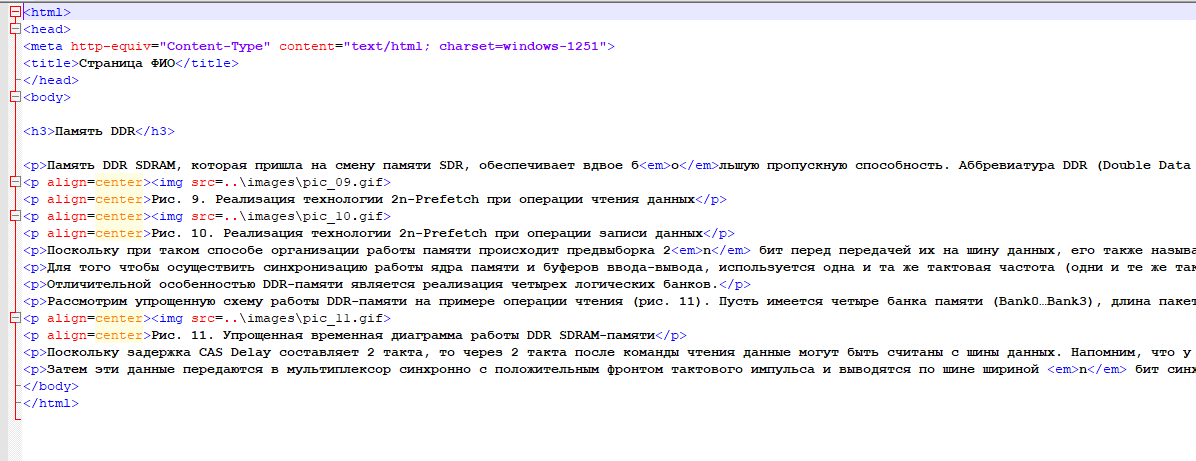 <html>
<head>
<meta http-equiv="Content-Type" content="text/html; charset=windows-1251">
<title>Страница ФИО</title>
</head>
<body>
<h3>Память DDR</h3>
<p>Память DDR SDRAM, которая пришла на смену памяти SDR, обеспечивает вдвое б<em>о</em>льшую пропускную способность. Аббревиатура DDR (Double Data
<p align=center><img src=..\images\pic_09.gif>
<p align=center>Рис. 9. Реализация технологии 2n-Prefetch при операции чтения данных</p>
<p align=center><img src=..\images\pic_10.gif>
<p align=center>Рис. 10. Реализация технологии 2n-Prefetch при операции записи данных</p>
<p>Поскольку при таком способе организации работы памяти происходит предвыборка 2<em>n</em> бит перед передачей их на шину данных, его также называ
<p>Для того чтобы осуществить синхронизацию работы ядра памяти и буферов ввода-вывода, используется одна и та же тактовая частота (одни и те же так
<p>Отличительной особенностью DDR-памяти является реализация четырех логических банков.</p>
<p>Рассмотрим упрощенную схему работы DDR-памяти на примере операции чтения (рис. 11). Пусть имеется четыре банка памяти (Bank0…Bank3), длина пакет
<p align=center><img src=..\images\pic_11.gif>
<p align=center>Рис. 11. Упрощенная временная диаграмма работы DDR SDRAM-памяти</p>
<p>Поскольку задержка CAS Delay составляет 2 такта, то через 2 такта после команды чтения данные могут быть считаны с шины данных. Напомним, что у
<p>Затем эти данные передаются в мультиплексор синхронно с положительным фронтом тактового импульса и выводятся по шине шириной <em>n</em> бит синх
</body>
</html>